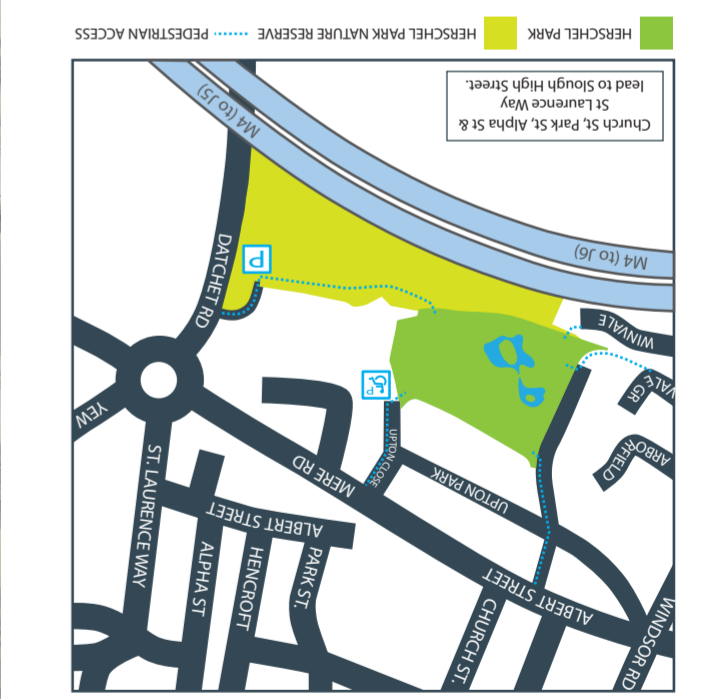 WINDSOR RD
CHURCH ST.
ALBERT STREET
PARK ST.
HENCROFT
ALPHA ST
ST. LAURENCE WAY
ALBERT STREET
ARBOR
FIELD
UPTON PARK
UPTON CLOSE
MERE RD
YEW
VALE GR
WINVALE
P
P
DATCHET RD
M4 (to J6)
M4 (to J5)
Church St, Park St, Alpha St &
St Laurence Way
lead to Slough High Street.
HERSCHEL PARK
HERSCHEL PARK NATURE RESERVE
PEDESTRIAN ACCESS